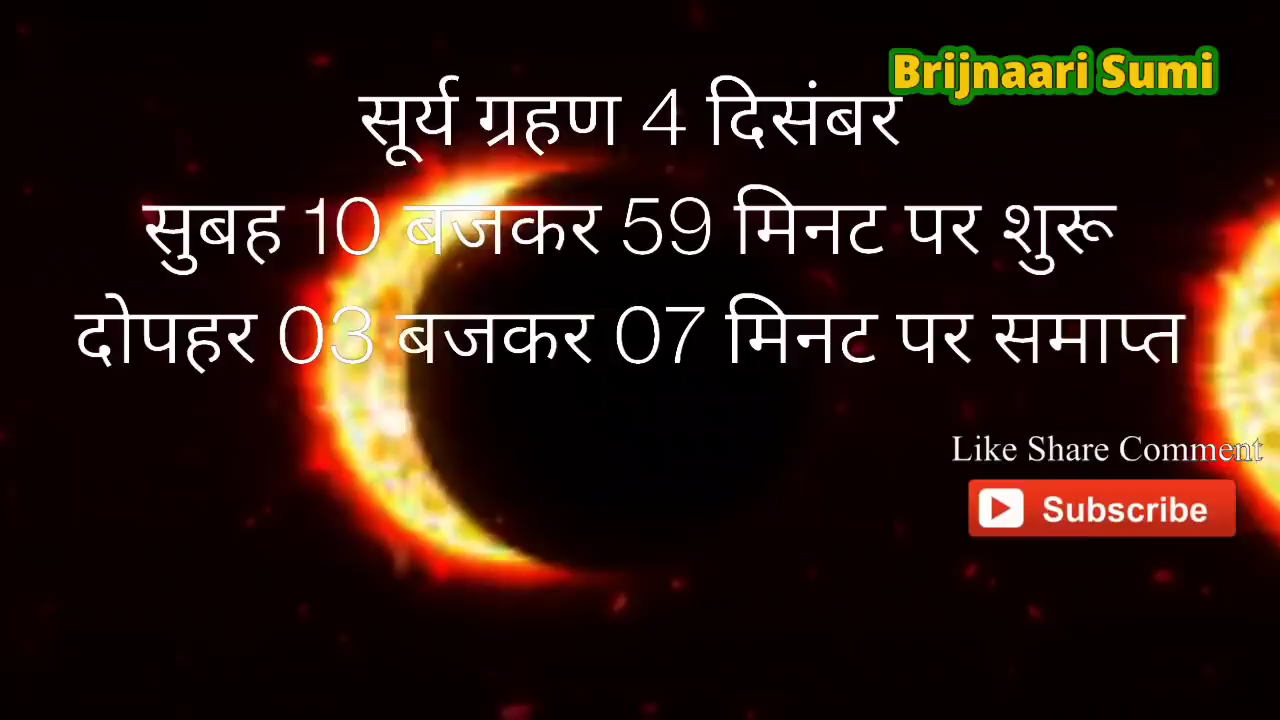 Brijnaari Sumi
सूर्य ग्रहण 4 दिसंबर
सुबह 10 बजकर 59 मिनट पर शुरू
दोपहर 03 बजकर 07 मिनट पर समाप्त
Like Share Comment
Subscribe